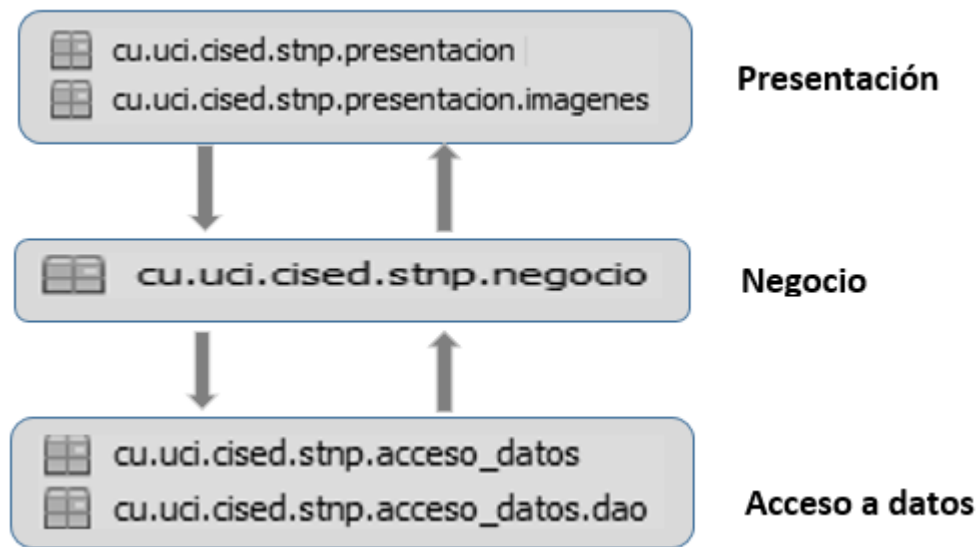 cu.uci.cised.stnp.presentacion
cu.uci.cised.stnp.presentacion.imagenes
Presentación
cu.uci.cised.stnp.negocio
Negocio
cu.uci.cised.stnp.acceso_datos
cu.uci.cised.stnp.acceso_datos.dao
Acceso a datos